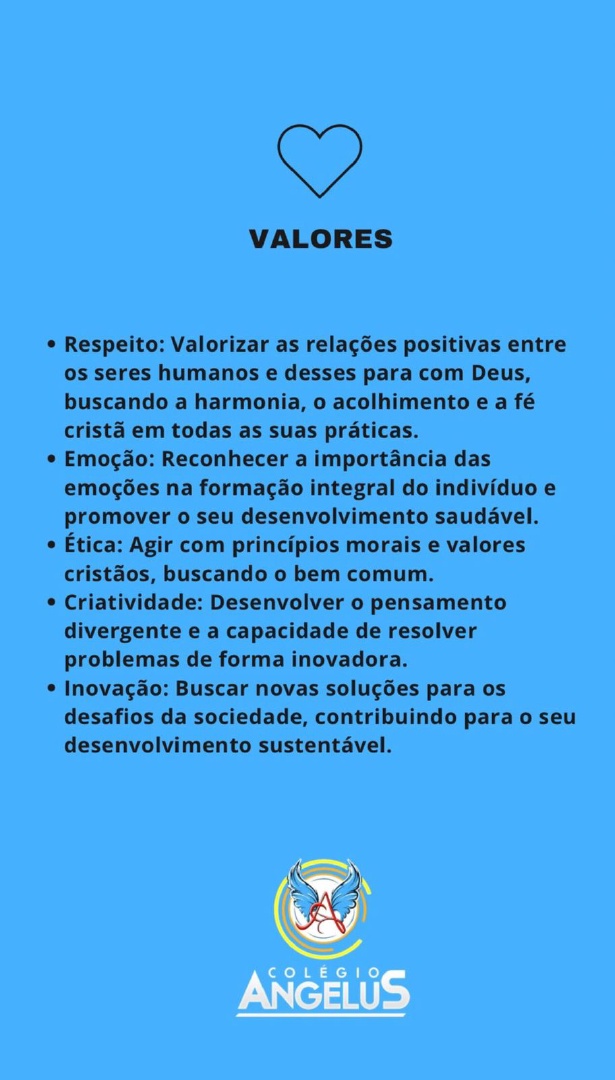 VALORES
• Respeito: Valorizar as relações positivas entre
os seres humanos e desses para com Deus,
buscando a harmonia, o acolhimento e a fé
cristã em todas as suas práticas.
• Emoção: Reconhecer a importância das
emoções na formação integral do indivíduo e
promover o seu desenvolvimento saudável.
• Ética: Agir com princípios morais e valores
cristãos, buscando o bem comum.
• Criatividade: Desenvolver o pensamento
divergente e a capacidade de resolver
problemas de forma inovadora.
• Inovação: Buscar novas soluções para os
desafios da sociedade, contribuindo para o seu
desenvolvimento sustentável.
A
COLÉGIO
ANGELUS